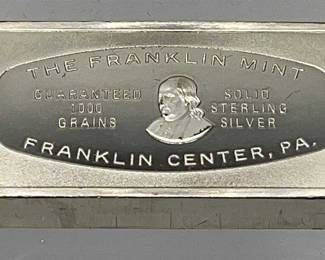 THE FRANKLIN MINT
GUARANTEED
1000
GRAINS
SOLID
STERLING
SILVER
FRANKLIN CENTER, PA.